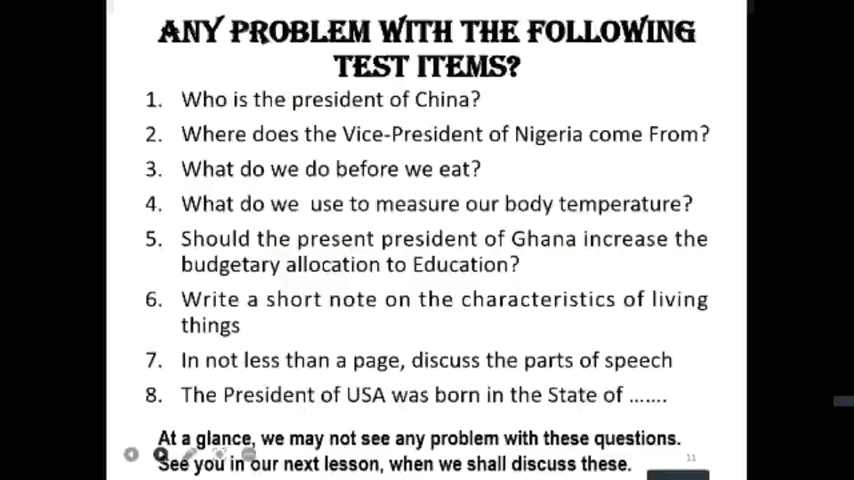 ANY PROBLEM WITH THE FOLLOWING
TEST ITEMS?
1. Who is the president of China?
2. Where does the Vice-President of Nigeria come From?
3. What do we do before we eat?
4. What do we use to measure our body temperature?
5. Should the present president of Ghana increase the
budgetary allocation to Education?
6. Write a short note on the characteristics of living
things
7. In not less than a page, discuss the parts of speech
8. The President of USA was born in the State of .......
At a glance, we may not see any problem with these questions.
See you in our next lesson, when we shall discuss these.
11